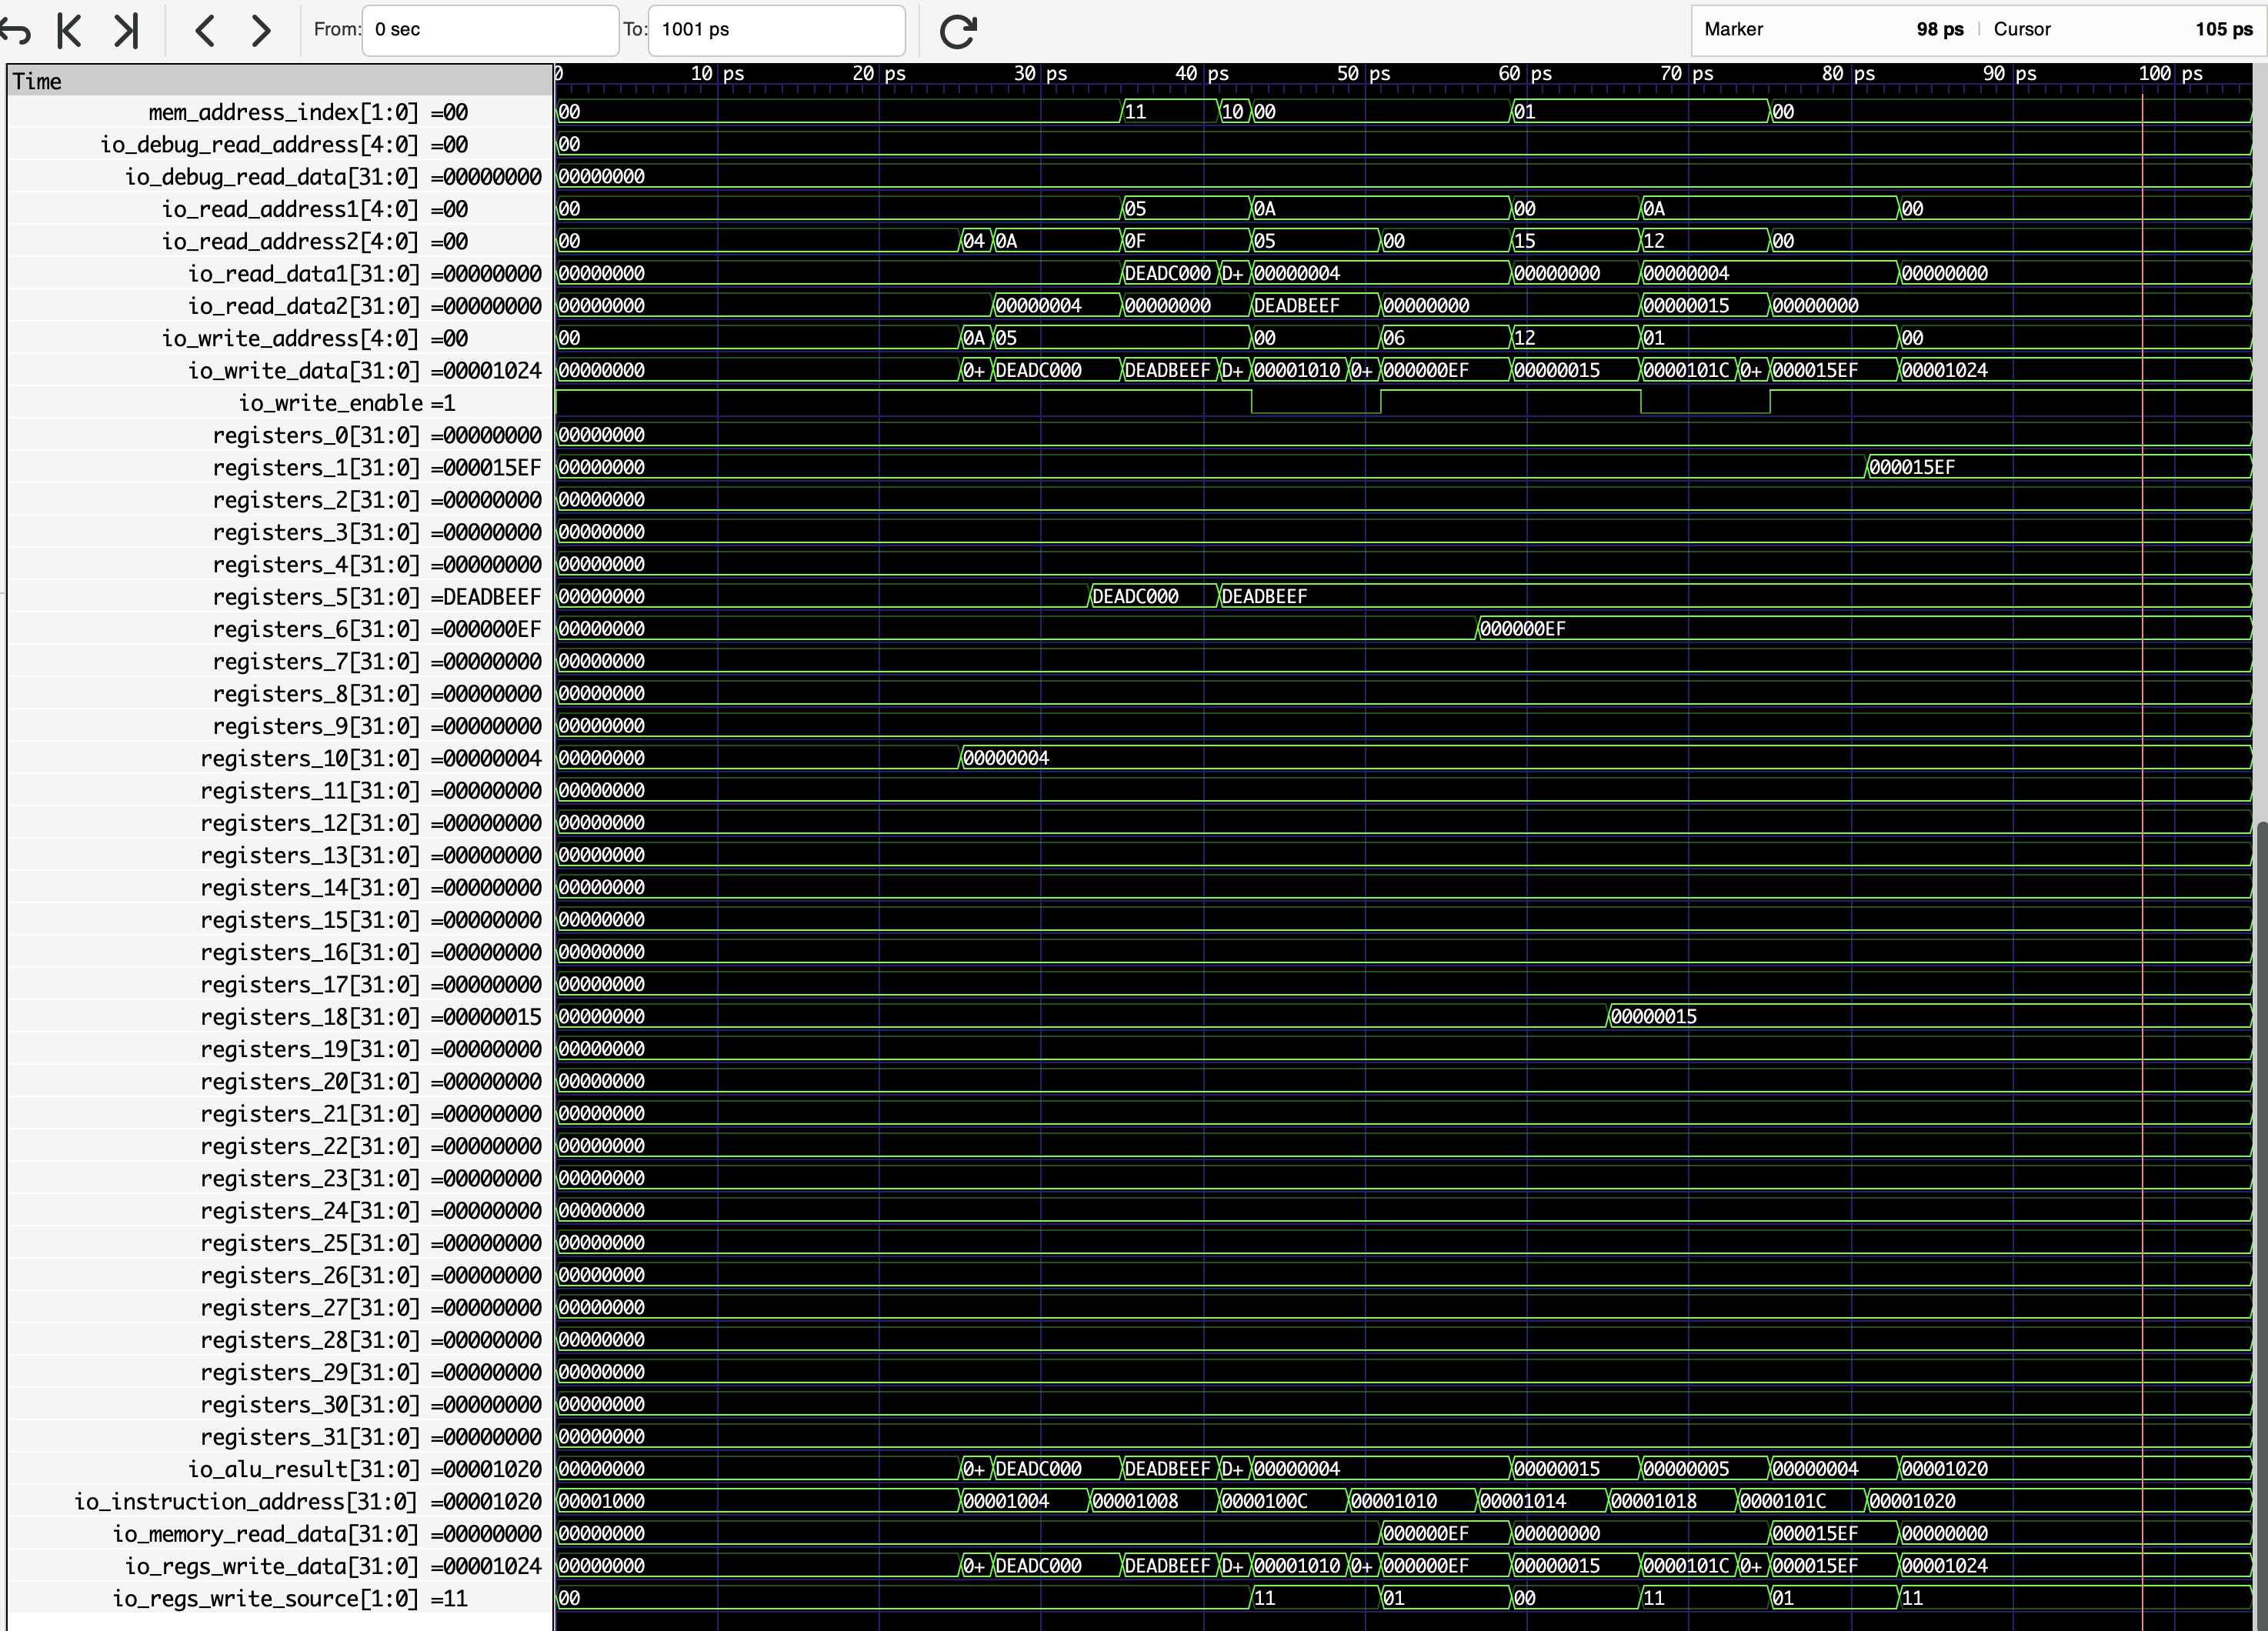 From: 0 sec To: 1001 ps Marker 98 ps Cursor 105 ps
Time 0 10 ps 20 ps 30 ps 40 ps 50 ps 60 ps 70 ps 80 ps 90 ps 100 ps
mem_address_index[1:0] =00 00 11 10 00 01 00
io_debug_read_address[4:0] =00 00
io_debug_read_data[31:0] =00000000 00000000
io_read_address1[4:0] =00 00 05 0A 00 0A 00
io_read_address2[4:0] =00 00 04 0A 0F 05 00 15 12 00
io_read_data1[31:0] =00000000 00000000 DEADC000 D+ 00000004 00000000 00000004 00000000
io_read_data2[31:0] =00000000 00000000 00000004 00000000 DEADBEEF 00000000 00000015 00000000
io_write_address[4:0] =00 00 0A 05 00 06 12 01 00
io_write_data[31:0] =00001024 00000000 0+ DEADC000 DEADBEEF D+ 00001010 0+ 000000EF 00000015 0000101C 0+ 000015EF 00001024
io_write_enable =1
registers_0[31:0] =00000000 00000000
registers_1[31:0] =000015EF 00000000 000015EF
registers_2[31:0] =00000000 00000000
registers_3[31:0] =00000000 00000000
registers_4[31:0] =00000000 00000000
registers_5[31:0] =DEADBEEF 00000000 DEADC000 DEADBEEF
registers_6[31:0] =000000EF 00000000 000000EF
registers_7[31:0] =00000000 00000000
registers_8[31:0] =00000000 00000000
registers_9[31:0] =00000000 00000000
registers_10[31:0] =00000004 00000000 00000004
registers_11[31:0] =00000000 00000000
registers_12[31:0] =00000000 00000000
registers_13[31:0] =00000000 00000000
registers_14[31:0] =00000000 00000000
registers_15[31:0] =00000000 00000000
registers_16[31:0] =00000000 00000000
registers_17[31:0] =00000000 00000000
registers_18[31:0] =00000015 00000000 00000015
registers_19[31:0] =00000000 00000000
registers_20[31:0] =00000000 00000000
registers_21[31:0] =00000000 00000000
registers_22[31:0] =00000000 00000000
registers_23[31:0] =00000000 00000000
registers_24[31:0] =00000000 00000000
registers_25[31:0] =00000000 00000000
registers_26[31:0] =00000000 00000000
registers_27[31:0] =00000000 00000000
registers_28[31:0] =00000000 00000000
registers_29[31:0] =00000000 00000000
registers_30[31:0] =00000000 00000000
registers_31[31:0] =00000000 00000000
io_alu_result[31:0] =00001020 00000000 0+ DEADC000 DEADBEEF D+ 00000004 00000015 00000005 00000004 00001020
io_instruction_address[31:0] =00001020 00001000 00001004 00001008 0000100C 00001010 00001014 00001018 0000101C 00001020
io_memory_read_data[31:0] =00000000 00000000 000000EF 00000000 000015EF 00000000
io_regs_write_data[31:0] =00001024 00000000 0+ DEADC000 DEADBEEF D+ 00001010 0+ 000000EF 00000015 0000101C 0+ 000015EF 00001024
io_regs_write_source[1:0] =11 00 11 01 00 11 01 11